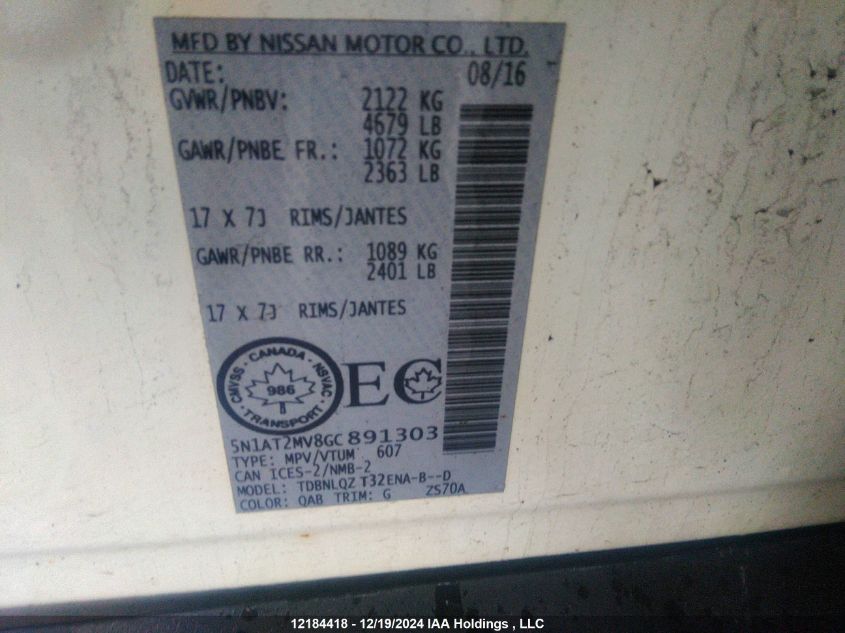 MFD BY NISSAN MOTOR CO., LTD.
DATE: 08/16
GVWR/PNBV: 2122 KG
4679 LB
GAWR/PNBE FR.: 1072 KG
2363 LB
17 X 7J RIMS/JANTES
GAWR/PNBE RR.: 1089 KG
2401 LB
17 X 7J RIMS/JANTES
CMVSS · CANADA · NSVAC · TRANSPORT ·
986
EC
5N1AT2MV8GC891303
TYPE: MPV/VTUM 607
CAN ICES-2/NMB-2
MODEL: TDBNLQZ T32ENA-B--D
COLOR: QAB TRIM: G ZS70A
12184418 - 12/19/2024 IAA Holdings , LLC